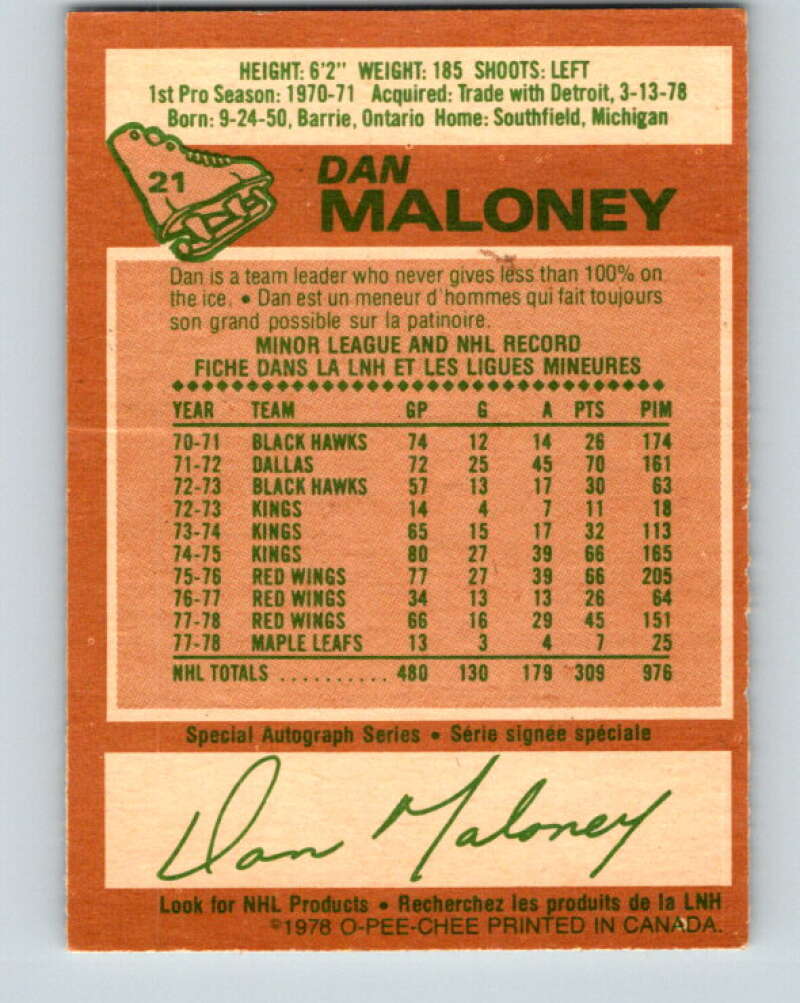 HEIGHT: 6'2" WEIGHT: 185 SHOOTS: LEFT
1st Pro Season: 1970-71 Acquired: Trade with Detroit, 3-13-78
Born: 9-24-50, Barrie, Ontario Home: Southfield, Michigan
21
DAN
MALONEY
Dan is a team leader who never gives less than 100% on
the ice. • Dan est un meneur d'hommes qui fait toujours
son grand possible sur la patinoire.
MINOR LEAGUE AND NHL RECORD
FICHE DANS LA LNH ET LES LIGUES MINEURES
YEAR TEAM GP G A PTS PIM
70-71 BLACK HAWKS 74 12 14 26 174
71-72 DALLAS 72 25 45 70 161
72-73 BLACK HAWKS 57 13 17 30 63
72-73 KINGS 14 4 7 11 18
73-74 KINGS 65 15 17 32 113
74-75 KINGS 80 27 39 66 165
75-76 RED WINGS 77 27 39 66 205
76-77 RED WINGS 34 13 13 26 64
77-78 RED WINGS 66 16 29 45 151
77-78 MAPLE LEAFS 13 3 4 7 25
NHL TOTALS .......... 480 130 179 309 976
Special Autograph Series • Série signée spéciale
Dan Maloney
Look for NHL Products • Recherchez les produits de la LNH
©1978 O-PEE-CHEE PRINTED IN CANADA.